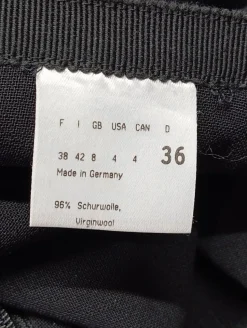 F I GB USA CAN D
38 42 8 4 4 36
Made in Germany
96% Schurwolle,
Virginwool